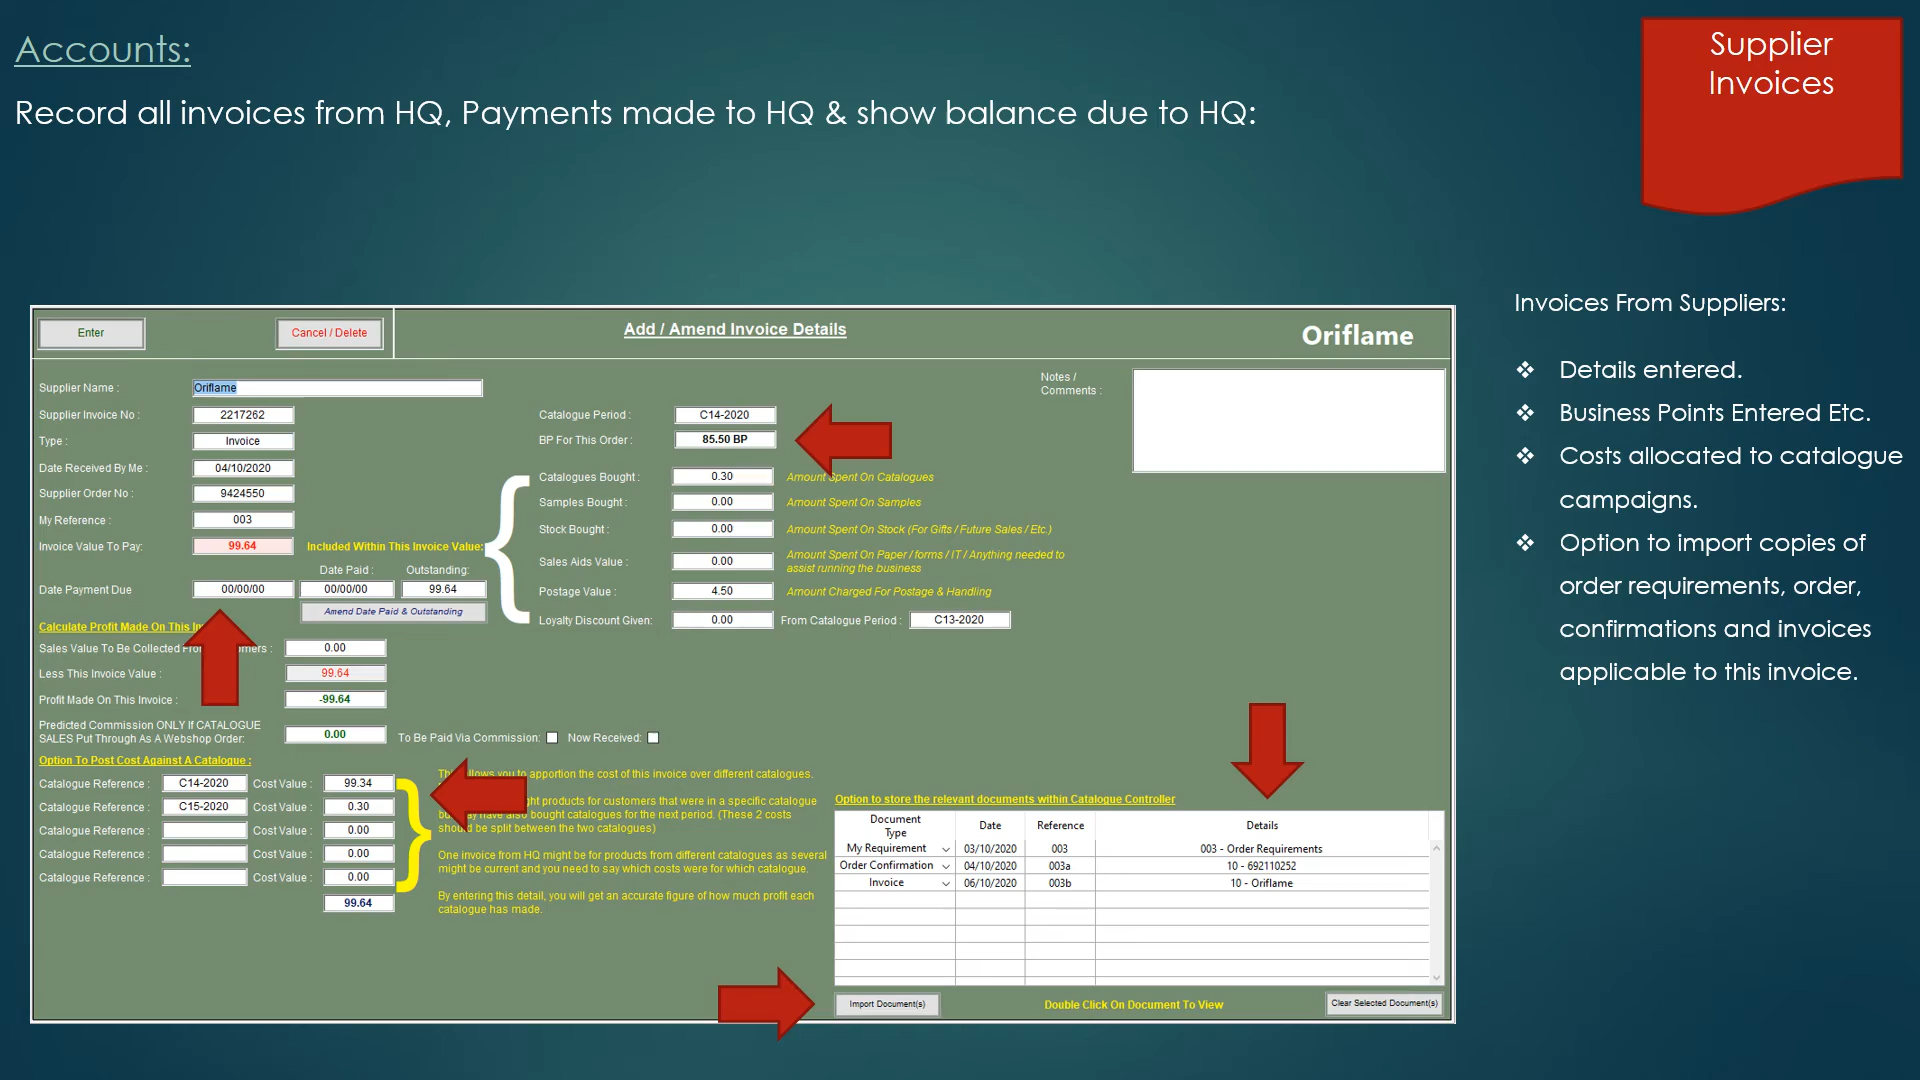 Accounts:
Supplier
Invoices
Record all invoices from HQ, Payments made to HQ & show balance due to HQ:
Invoices From Suppliers:
❖ Details entered.
❖ Business Points Entered Etc.
❖ Costs allocated to catalogue
campaigns.
❖ Option to import copies of
order requirements, order,
confirmations and invoices
applicable to this invoice.
Enter
Cancel / Delete
Add / Amend Invoice Details
Oriflame
Supplier Name : Oriflame
Notes /
Comments :
Supplier Invoice No : 2217262
Type : Invoice
Date Received By Me : 04/10/2020
Supplier Order No : 9424550
My Reference : 003
Invoice Value To Pay: 99.64
Included Within This Invoice Value:
Date Paid : Outstanding:
Date Payment Due 00/00/00 00/00/00 99.64
Amend Date Paid & Outstanding
Catalogue Period : C14-2020
BP For This Order : 85.50 BP
Catalogues Bought : 0.30 Amount Spent On Catalogues
Samples Bought : 0.00 Amount Spent On Samples
Stock Bought : 0.00 Amount Spent On Stock (For Gifts / Future Sales / Etc.)
Sales Aids Value : 0.00 Amount Spent On Paper / forms / IT / Anything needed to
assist running the business
Postage Value : 4.50 Amount Charged For Postage & Handling
Loyalty Discount Given: 0.00 From Catalogue Period : C13-2020
Calculate Profit Made On This
Sales Value To Be Collected : 0.00
Less This Invoice Value : 99.64
Profit Made On This Invoice : -99.64
Predicted Commission ONLY If CATALOGUE
SALES Put Through As A Webshop Order: 0.00 To Be Paid Via Commission: Now Received:
Option To Post Cost Against A Catalogue :
Catalogue Reference : C14-2020 Cost Value : 99.34
Catalogue Reference : C15-2020 Cost Value : 0.30
Catalogue Reference : Cost Value : 0.00
Catalogue Reference : Cost Value : 0.00
Catalogue Reference : Cost Value : 0.00
99.64
allows you to apportion the cost of this invoice over different catalogues.
products for customers that were in a specific catalogue
have also bought catalogues for the next period. (These 2 costs
should be split between the two catalogues)
One invoice from HQ might be for products from different catalogues as several
might be current and you need to say which costs were for which catalogue.
By entering this detail, you will get an accurate figure of how much profit each
catalogue has made.
Option to store the relevant documents within Catalogue Controller
Document
Type Date Reference Details
My Requirement 03/10/2020 003 003 - Order Requirements
Order Confirmation 04/10/2020 003a 10 - 692110252
Invoice 06/10/2020 003b 10 - Oriflame
Import Document(s)
Double Click On Document To View
Clear Selected Document(s)